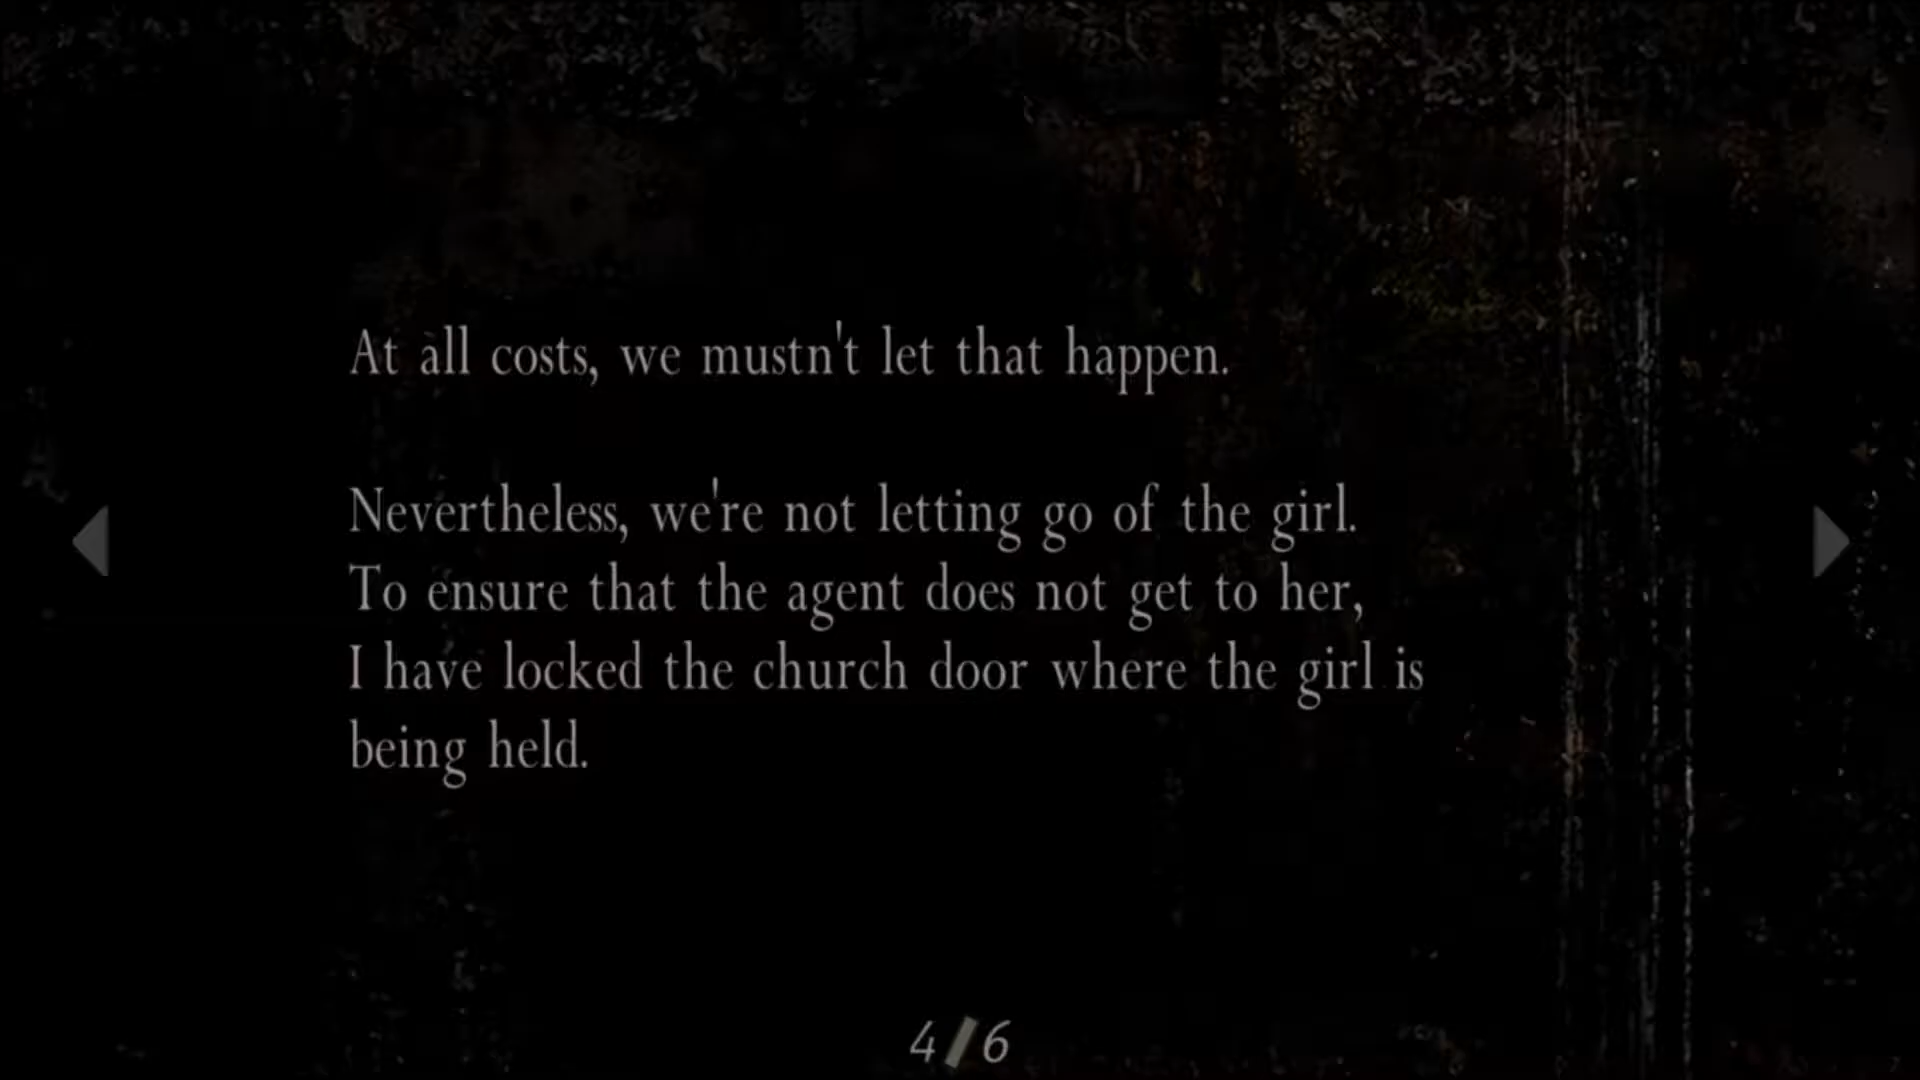 At all costs, we mustn't let that happen.
Nevertheless, we're not letting go of the girl.
To ensure that the agent does not get to her,
I have locked the church door where the girl is
being held.
4/6